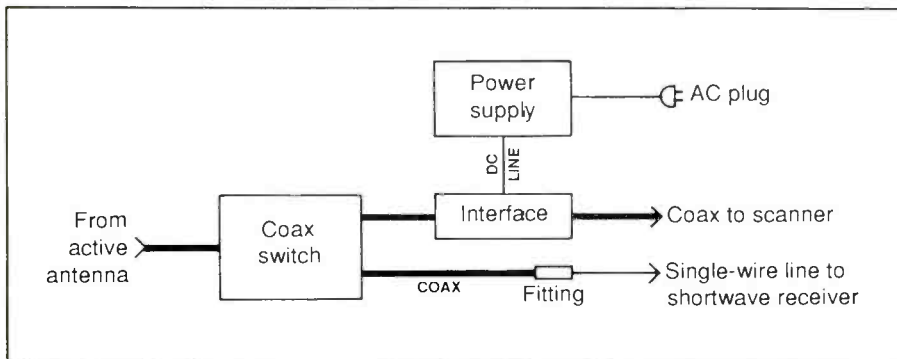 Power
supply
AC plug
DC
LINE
From
active
antenna
Coax
switch
Interface
Coax to scanner
COAX
Fitting
Single-wire line to
shortwave receiver